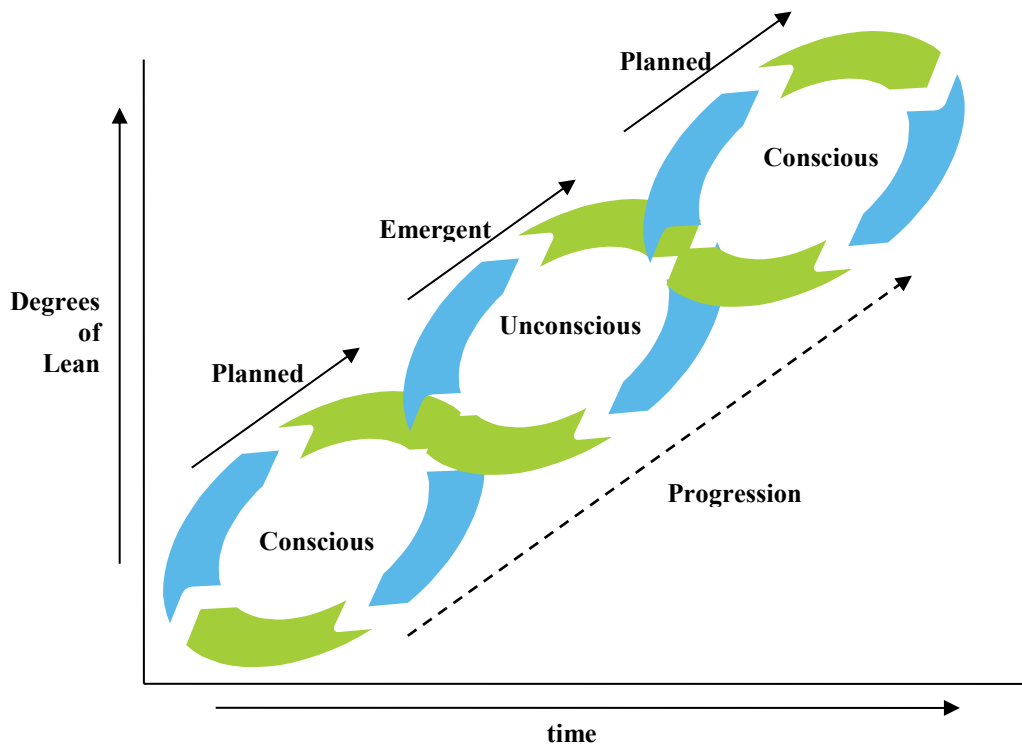 Planned
Conscious
Emergent
Degrees
of
Lean
Unconscious
Planned
Progression
Conscious
time